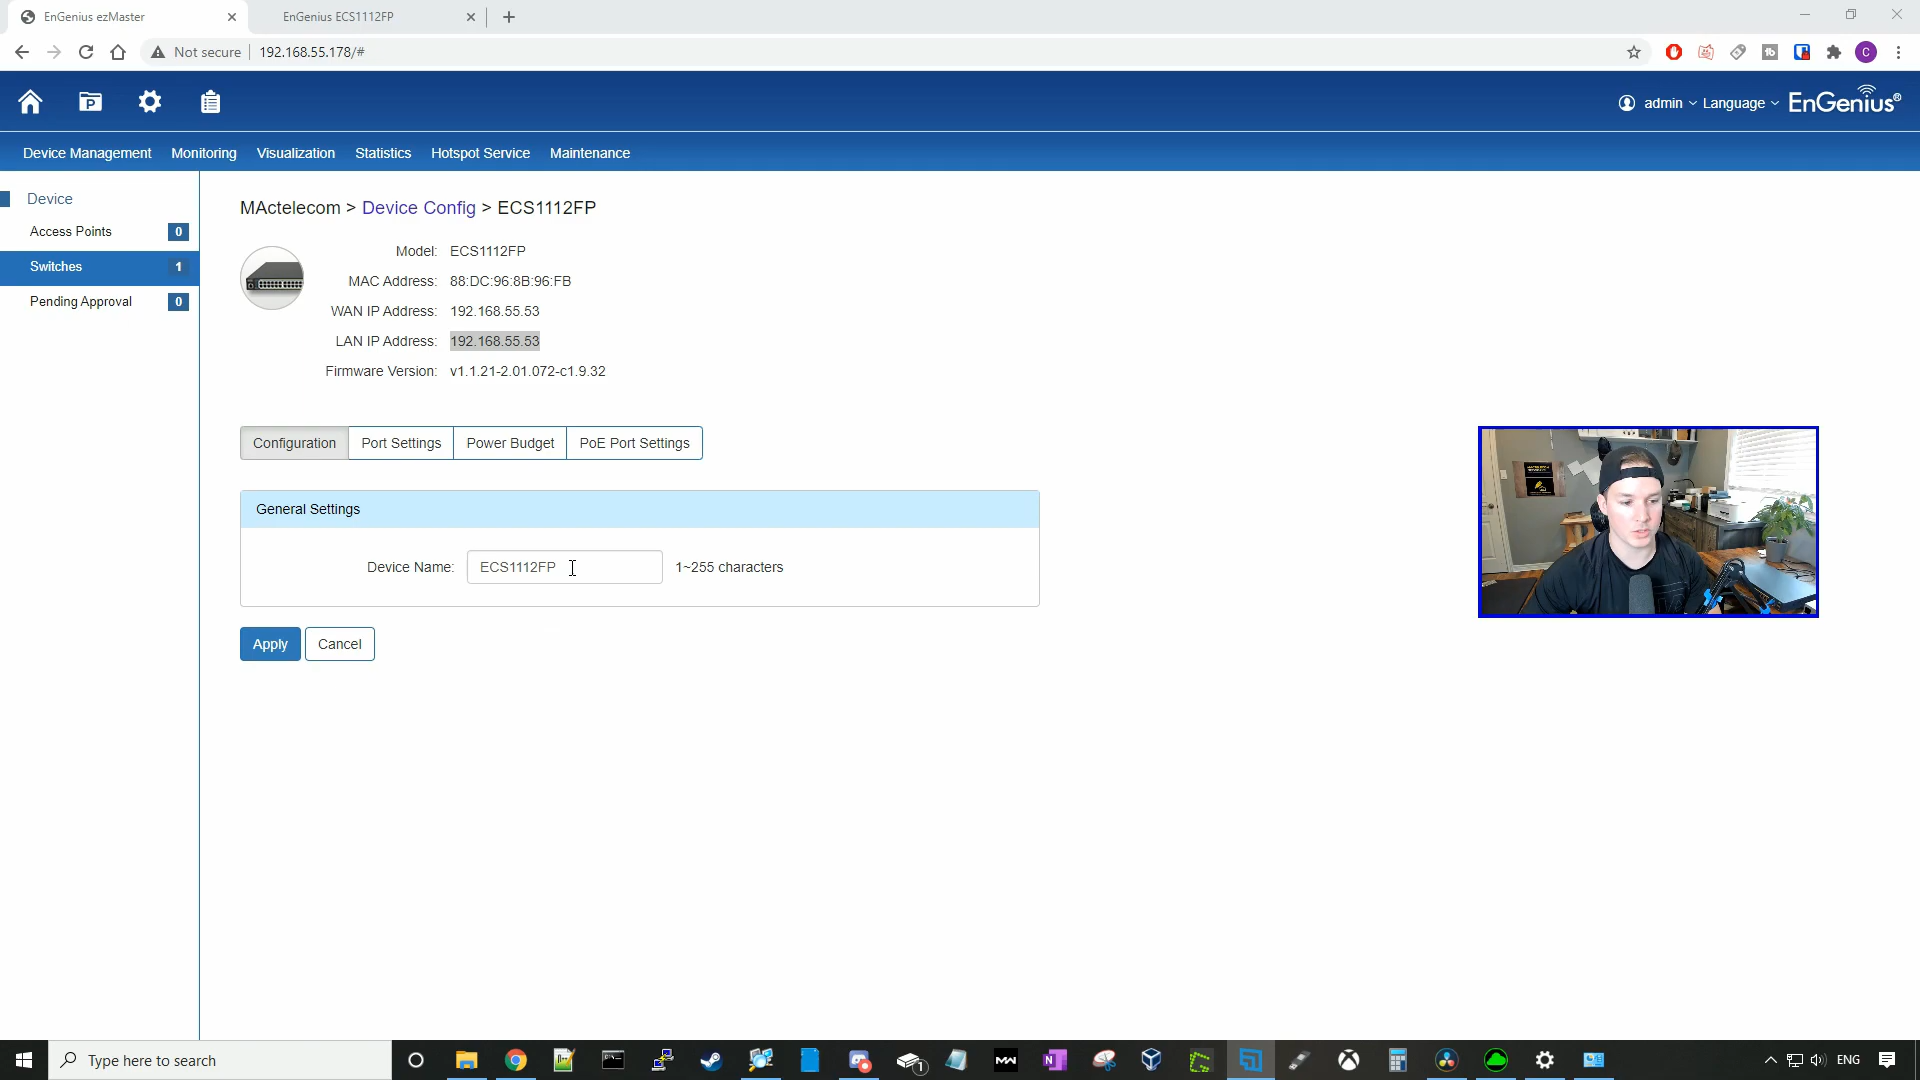 EnGenius ezMaster
EnGenius ECS1112FP
Not secure
192.168.55.178/#
C
P
admin
Language
EnGenius®
Device Management
Monitoring
Visualization
Statistics
Hotspot Service
Maintenance
Device
Access Points 0
Switches 1
Pending Approval 0
MActelecom > Device Config > ECS1112FP
Model: ECS1112FP
MAC Address: 88:DC:96:8B:96:FB
WAN IP Address: 192.168.55.53
LAN IP Address: 192.168.55.53
Firmware Version: v1.1.21-2.01.072-c1.9.32
Configuration
Port Settings
Power Budget
PoE Port Settings
General Settings
Device Name: ECS1112FP 1~255 characters
Apply
Cancel
Type here to search
1
MW
N
ENG